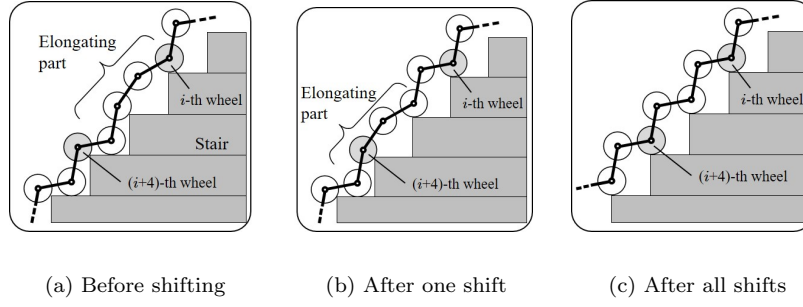 Elongating
part
i-th wheel
Stair
(i+4)-th wheel
(a) Before shifting
Elongating
part
i-th wheel
(i+4)-th wheel
(b) After one shift
i-th wheel
(i+4)-th wheel
(c) After all shifts